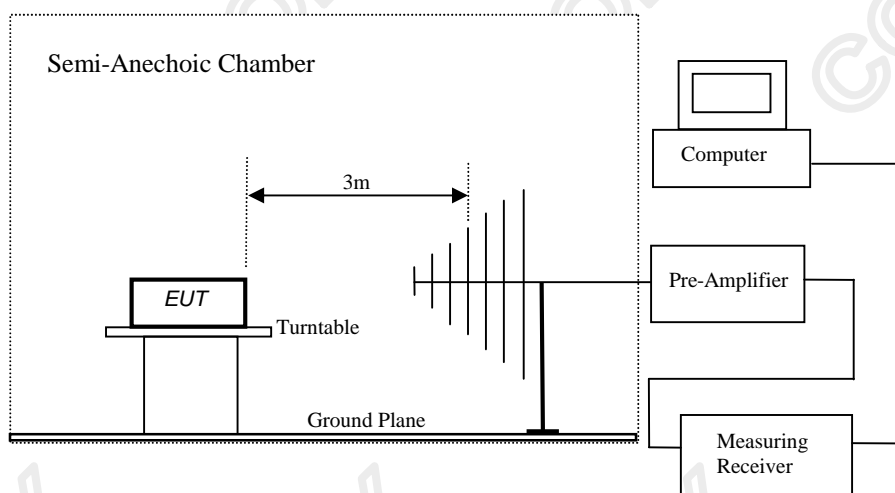 Semi-Anechoic Chamber
Computer
3m
Pre-Amplifier
EUT
Turntable
Ground Plane
Measuring
Receiver